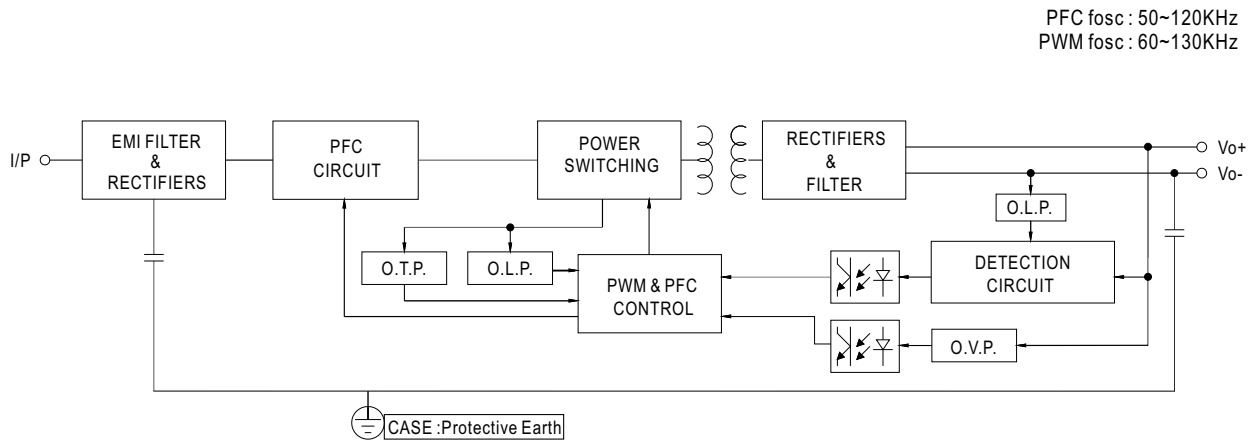 PFC fosc : 50~120KHz
PWM fosc : 60~130KHz
I/P
EMI FILTER
&
RECTIFIERS
PFC
CIRCUIT
POWER
SWITCHING
RECTIFIERS
&
FILTER
Vo+
Vo-
O.L.P.
O.T.P.
O.L.P.
PWM & PFC
CONTROL
DETECTION
CIRCUIT
O.V.P.
CASE :Protective Earth